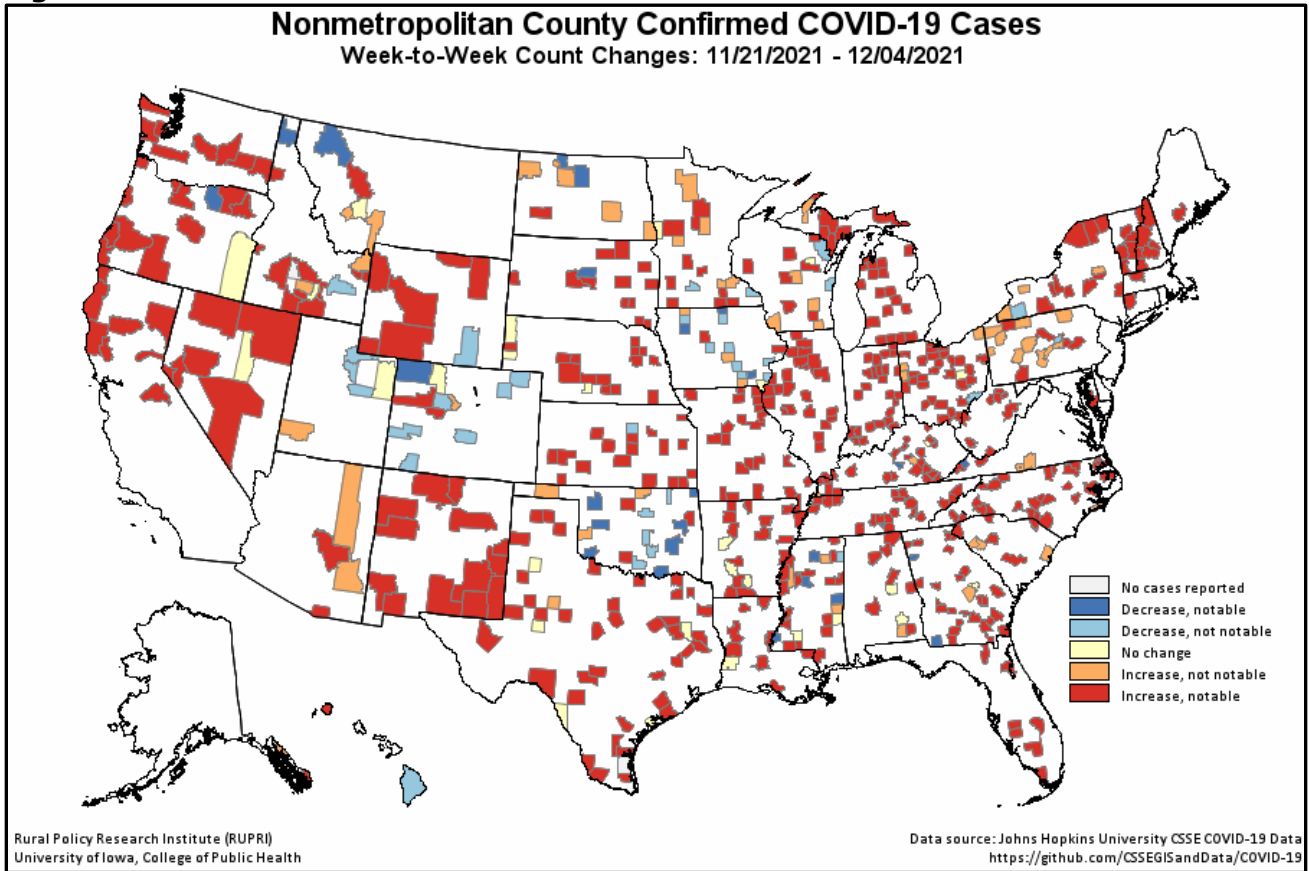 Nonmetropolitan County Confirmed COVID-19 Cases
Week-to-Week Count Changes: 11/21/2021 - 12/04/2021
No cases reported
Decrease, notable
Decrease, not notable
No change
Increase, not notable
Increase, notable
Rural Policy Research Institute (RUPRI)
University of Iowa, College of Public Health
Data source: Johns Hopkins University CSSE COVID-19 Data
https://github.com/CSSEGISandData/COVID-19